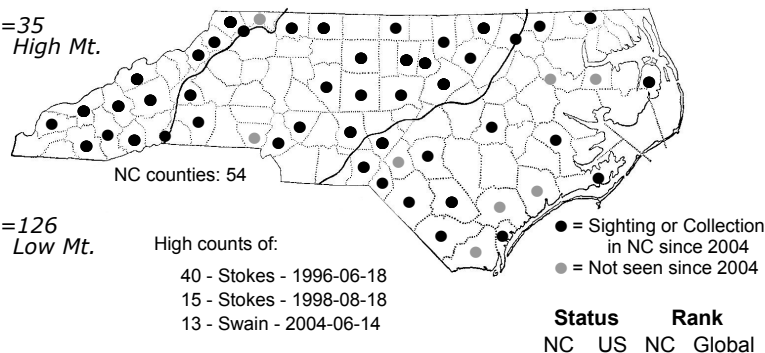 =35
High Mt.
NC counties: 54
=126
Low Mt.
High counts of:
40 - Stokes - 1996-06-18
15 - Stokes - 1998-08-18
13 - Swain - 2004-06-14
= Sighting or Collection
in NC since 2004
= Not seen since 2004
Status Rank
NC US NC Global